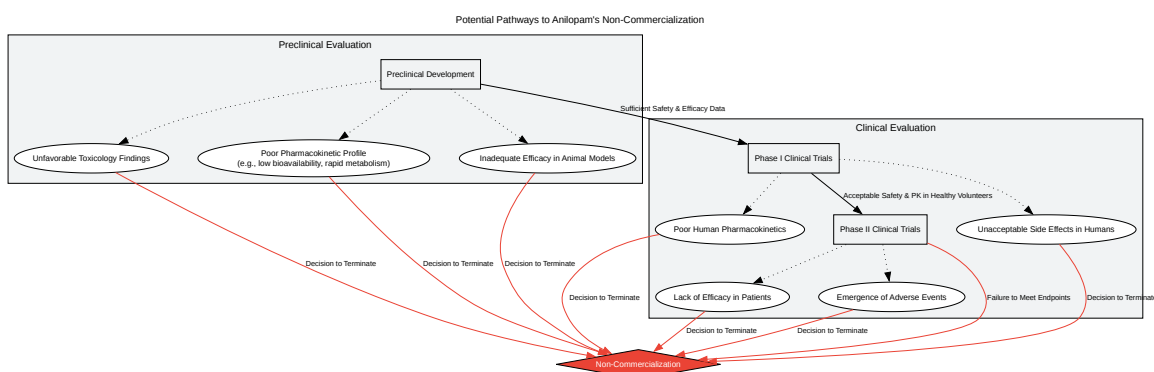 Potential Pathways to Anilopam's Non-Commercialization
Preclinical Evaluation
Preclinical Development
Sufficient Safety & Efficacy Data
Unfavorable Toxicology Findings
Poor Pharmacokinetic Profile
(e.g., low bioavailability, rapid metabolism)
Inadequate Efficacy in Animal Models
Clinical Evaluation
Phase I Clinical Trials
Acceptable Safety & PK in Healthy Volunteers
Poor Human Pharmacokinetics
Phase II Clinical Trials
Unacceptable Side Effects in Humans
Decision to Terminate
Decision to Terminate
Decision to Terminate
Lack of Efficacy in Patients
Emergence of Adverse Events
Decision to Terminate
Failure to Meet Endpoints
Decision to Terminate
Decision to Terminate
Decision to Terminate
Non-Commercialization